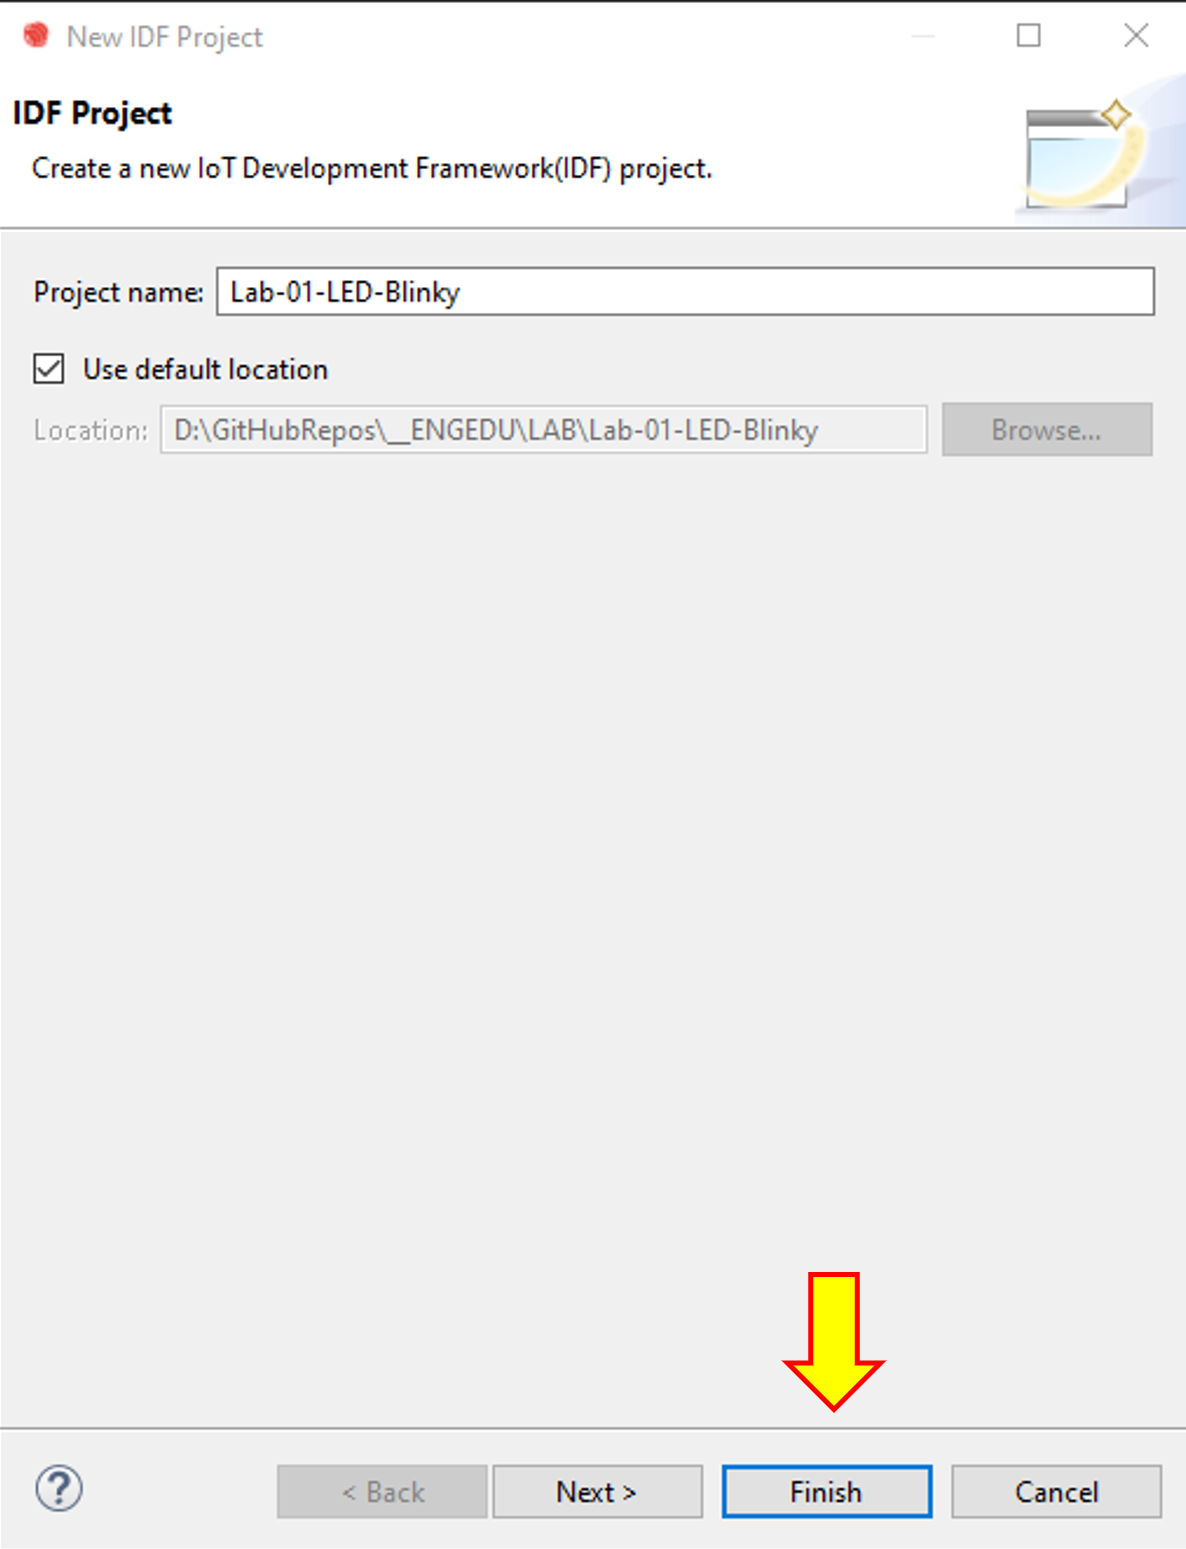 New IDF Project
IDF Project
Create a new IoT Development Framework(IDF) project.
Project name: Lab-01-LED-Blinky
Use default location
Location: D:\GitHubRepos\__ENGEDU\LAB\Lab-01-LED-Blinky Browse...
? < Back Next > Finish Cancel